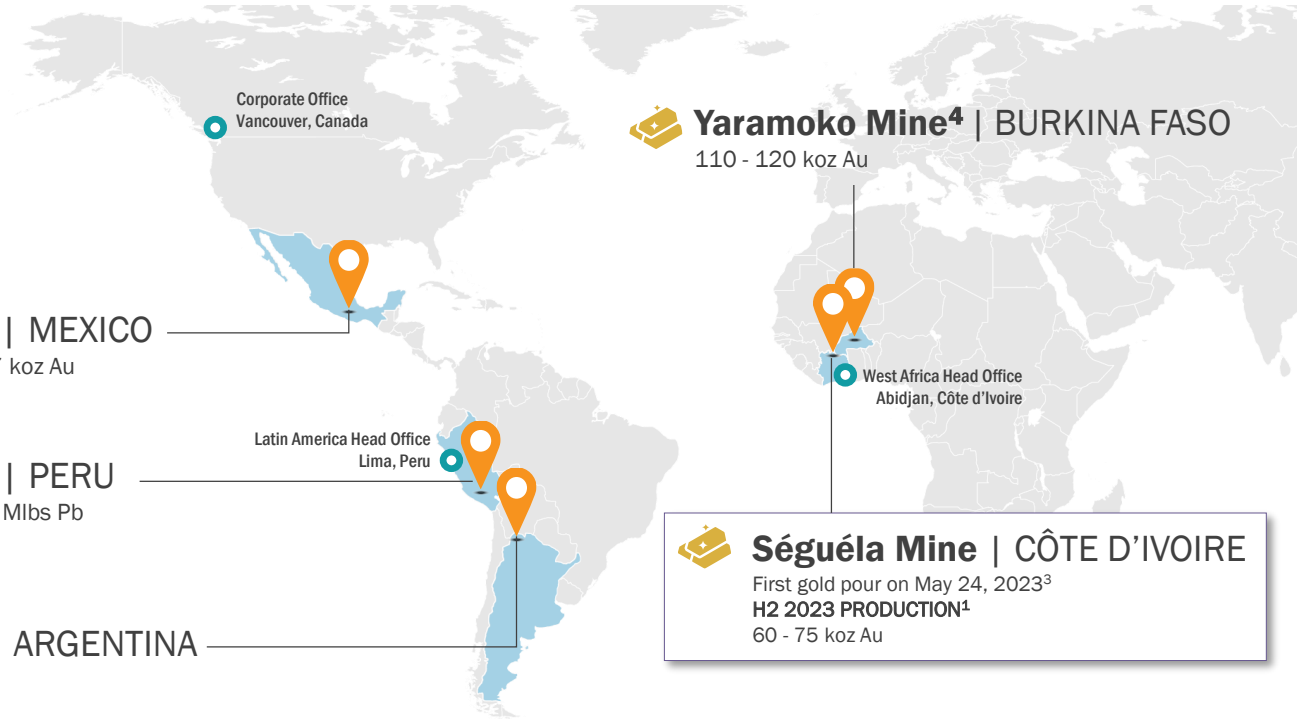 Corporate Office
Vancouver, Canada
Yaramoko Mine⁴ | BURKINA FASO
110 - 120 koz Au
| MEXICO
koz Au
West Africa Head Office
Abidjan, Côte d'Ivoire
Latin America Head Office
Lima, Peru
| PERU
Mlbs Pb
Séguéla Mine | CÔTE D'IVOIRE
First gold pour on May 24, 2023³
H2 2023 PRODUCTION¹
60 - 75 koz Au
ARGENTINA